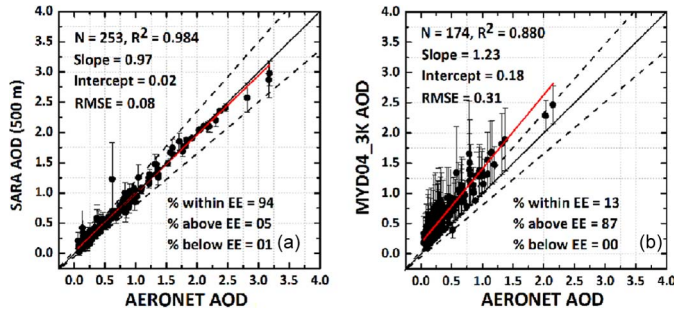 SARA AOD (500 m)
4.0
3.5
3.0
2.5
2.0
1.5
1.0
0.5
0.0
N = 253, R² = 0.984
Slope = 0.97
Intercept = 0.02
RMSE = 0.08
% within EE = 94
% above EE = 05
% below EE = 01
(a)
0.0 0.5 1.0 1.5 2.0 2.5 3.0 3.5 4.0
AERONET AOD
MYD04_3K AOD
4.0
3.5
3.0
2.5
2.0
1.5
1.0
0.5
0.0
N = 174, R² = 0.880
Slope = 1.23
Intercept = 0.18
RMSE = 0.31
% within EE = 13
% above EE = 87
% below EE = 00
(b)
0.0 0.5 1.0 1.5 2.0 2.5 3.0 3.5 4.0
AERONET AOD